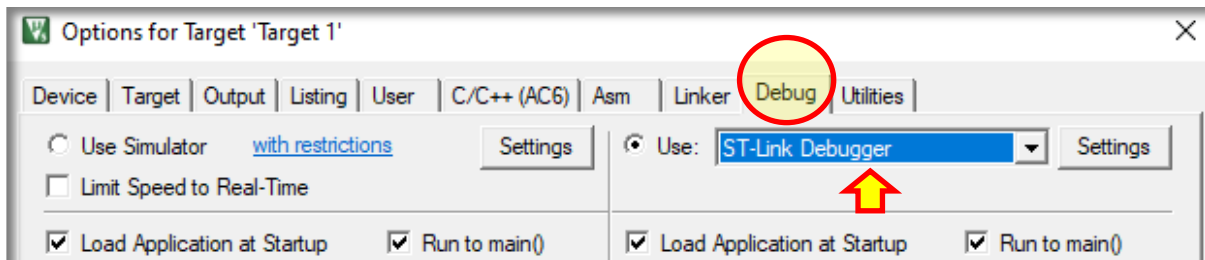 Options for Target 'Target 1'
Device Target Output Listing User C/C++ (AC6) Asm Linker Debug Utilities
Use Simulator with restrictions Settings Use: ST-Link Debugger Settings
Limit Speed to Real-Time
Load Application at Startup Run to main() Load Application at Startup Run to main()